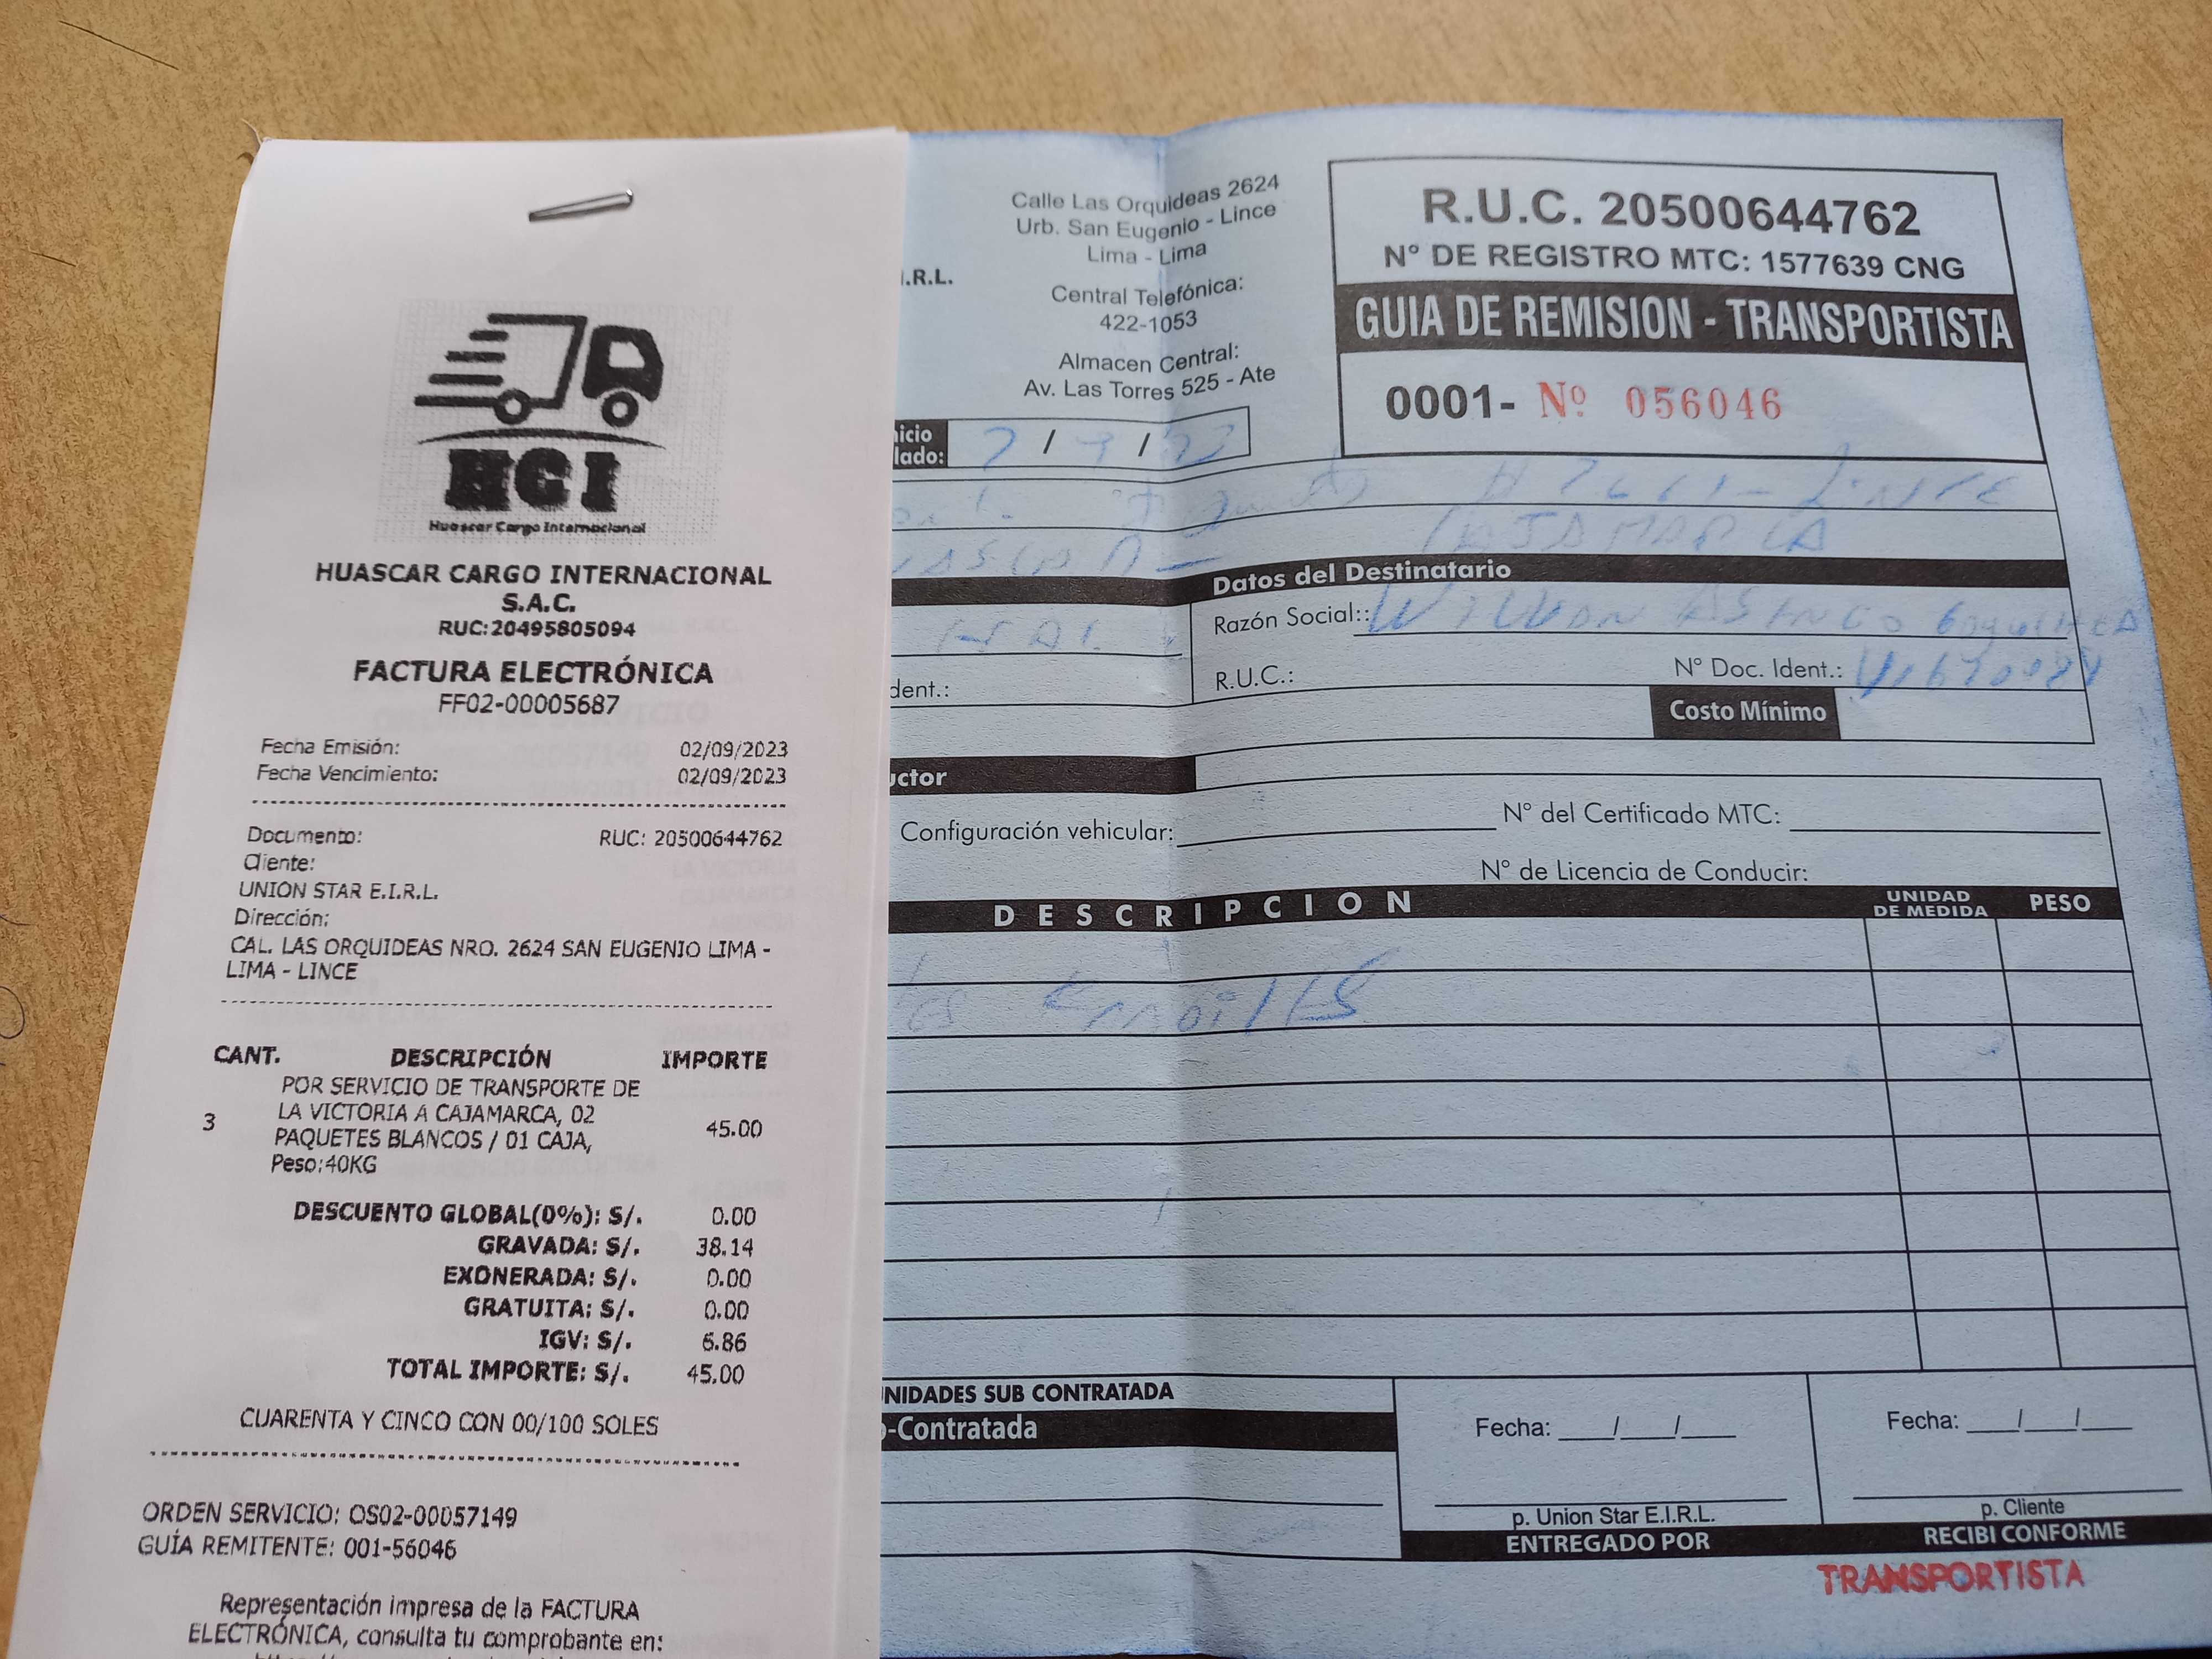 HCI
Huascar Cargo Internacional
HUASCAR CARGO INTERNACIONAL
S.A.C.
RUC:20495805094
FACTURA ELECTRÓNICA
FF02-00005687
Fecha Emisión: 02/09/2023
Fecha Vencimiento: 02/09/2023
Documento: RUC: 20500644762
Cliente:
UNION STAR E.I.R.L.
Dirección:
CAL. LAS ORQUIDEAS NRO. 2624 SAN EUGENIO LIMA -
LIMA - LINCE
CANT. DESCRIPCIÓN IMPORTE
POR SERVICIO DE TRANSPORTE DE
LA VICTORIA A CAJAMARCA, 02
3 PAQUETES BLANCOS / 01 CAJA, 45.00
Peso:40KG
DESCUENTO GLOBAL(0%): S/. 0.00
GRAVADA: S/. 38.14
EXONERADA: S/. 0.00
GRATUITA: S/. 0.00
IGV: S/. 6.86
TOTAL IMPORTE: S/. 45.00
CUARENTA Y CINCO CON 00/100 SOLES
ORDEN SERVICIO: OS02-00057149
GUÍA REMITENTE: 001-56046
Representación impresa de la FACTURA
ELECTRÓNICA, consulta tu comprobante en:
.I.R.L.
Calle Las Orquideas 2624
Urb. San Eugenio - Lince
Lima - Lima
Central Telefónica:
422-1053
Almacen Central:
Av. Las Torres 525 - Ate
R.U.C. 20500644762
N° DE REGISTRO MTC: 1577639 CNG
GUIA DE REMISION - TRANSPORTISTA
0001- Nº 056046
icio
lado: / /
CAJAMARCA
Datos del Destinatario
Razón Social::
R.U.C.: N° Doc. Ident.:
dent.:
Costo Mínimo
uctor
Configuración vehicular: N° del Certificado MTC:
N° de Licencia de Conducir:
DESCRIPCION UNIDAD DE MEDIDA PESO
NIDADES SUB CONTRATADA
-Contratada
Fecha: / /
p. Union Star E.I.R.L.
ENTREGADO POR
Fecha: / /
p. Cliente
RECIBI CONFORME
TRANSPORTISTA